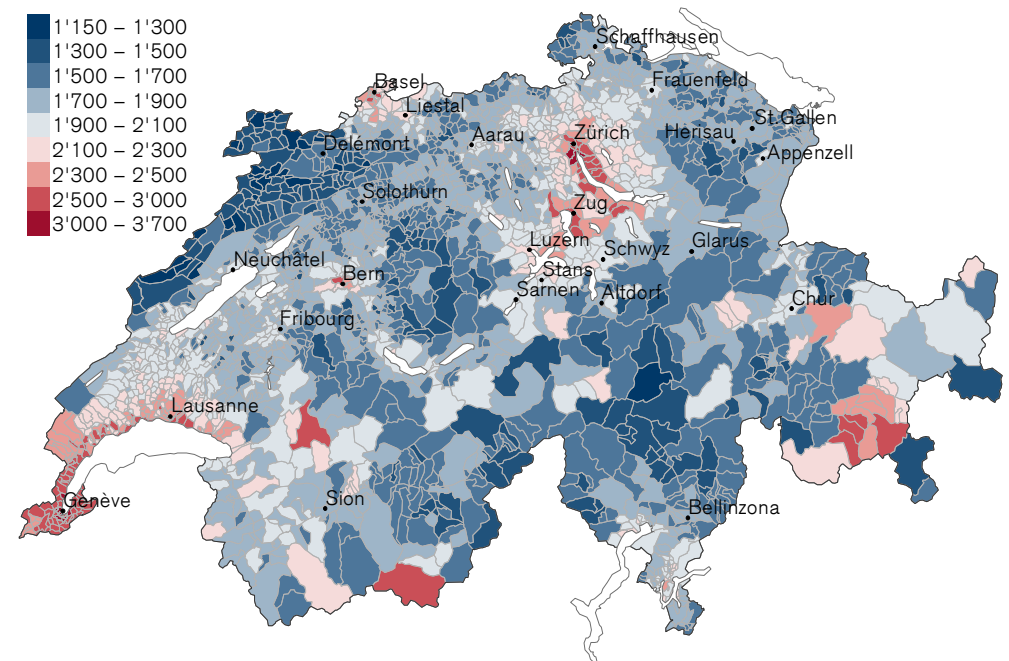 1'150 – 1'300
1'300 – 1'500
1'500 – 1'700
1'700 – 1'900
1'900 – 2'100
2'100 – 2'300
2'300 – 2'500
2'500 – 3'000
3'000 – 3'700
Schaffhausen
Basel
Frauenfeld
Liestal
St.Gallen
Aarau
Zürich
Herisau
Delémont
Appenzell
Solothurn
Zug
Luzern
Schwyz
Glarus
Neuchâtel
Bern
Stans
Sarnen
Altdorf
Chur
Fribourg
Lausanne
Genève
Sion
Bellinzona